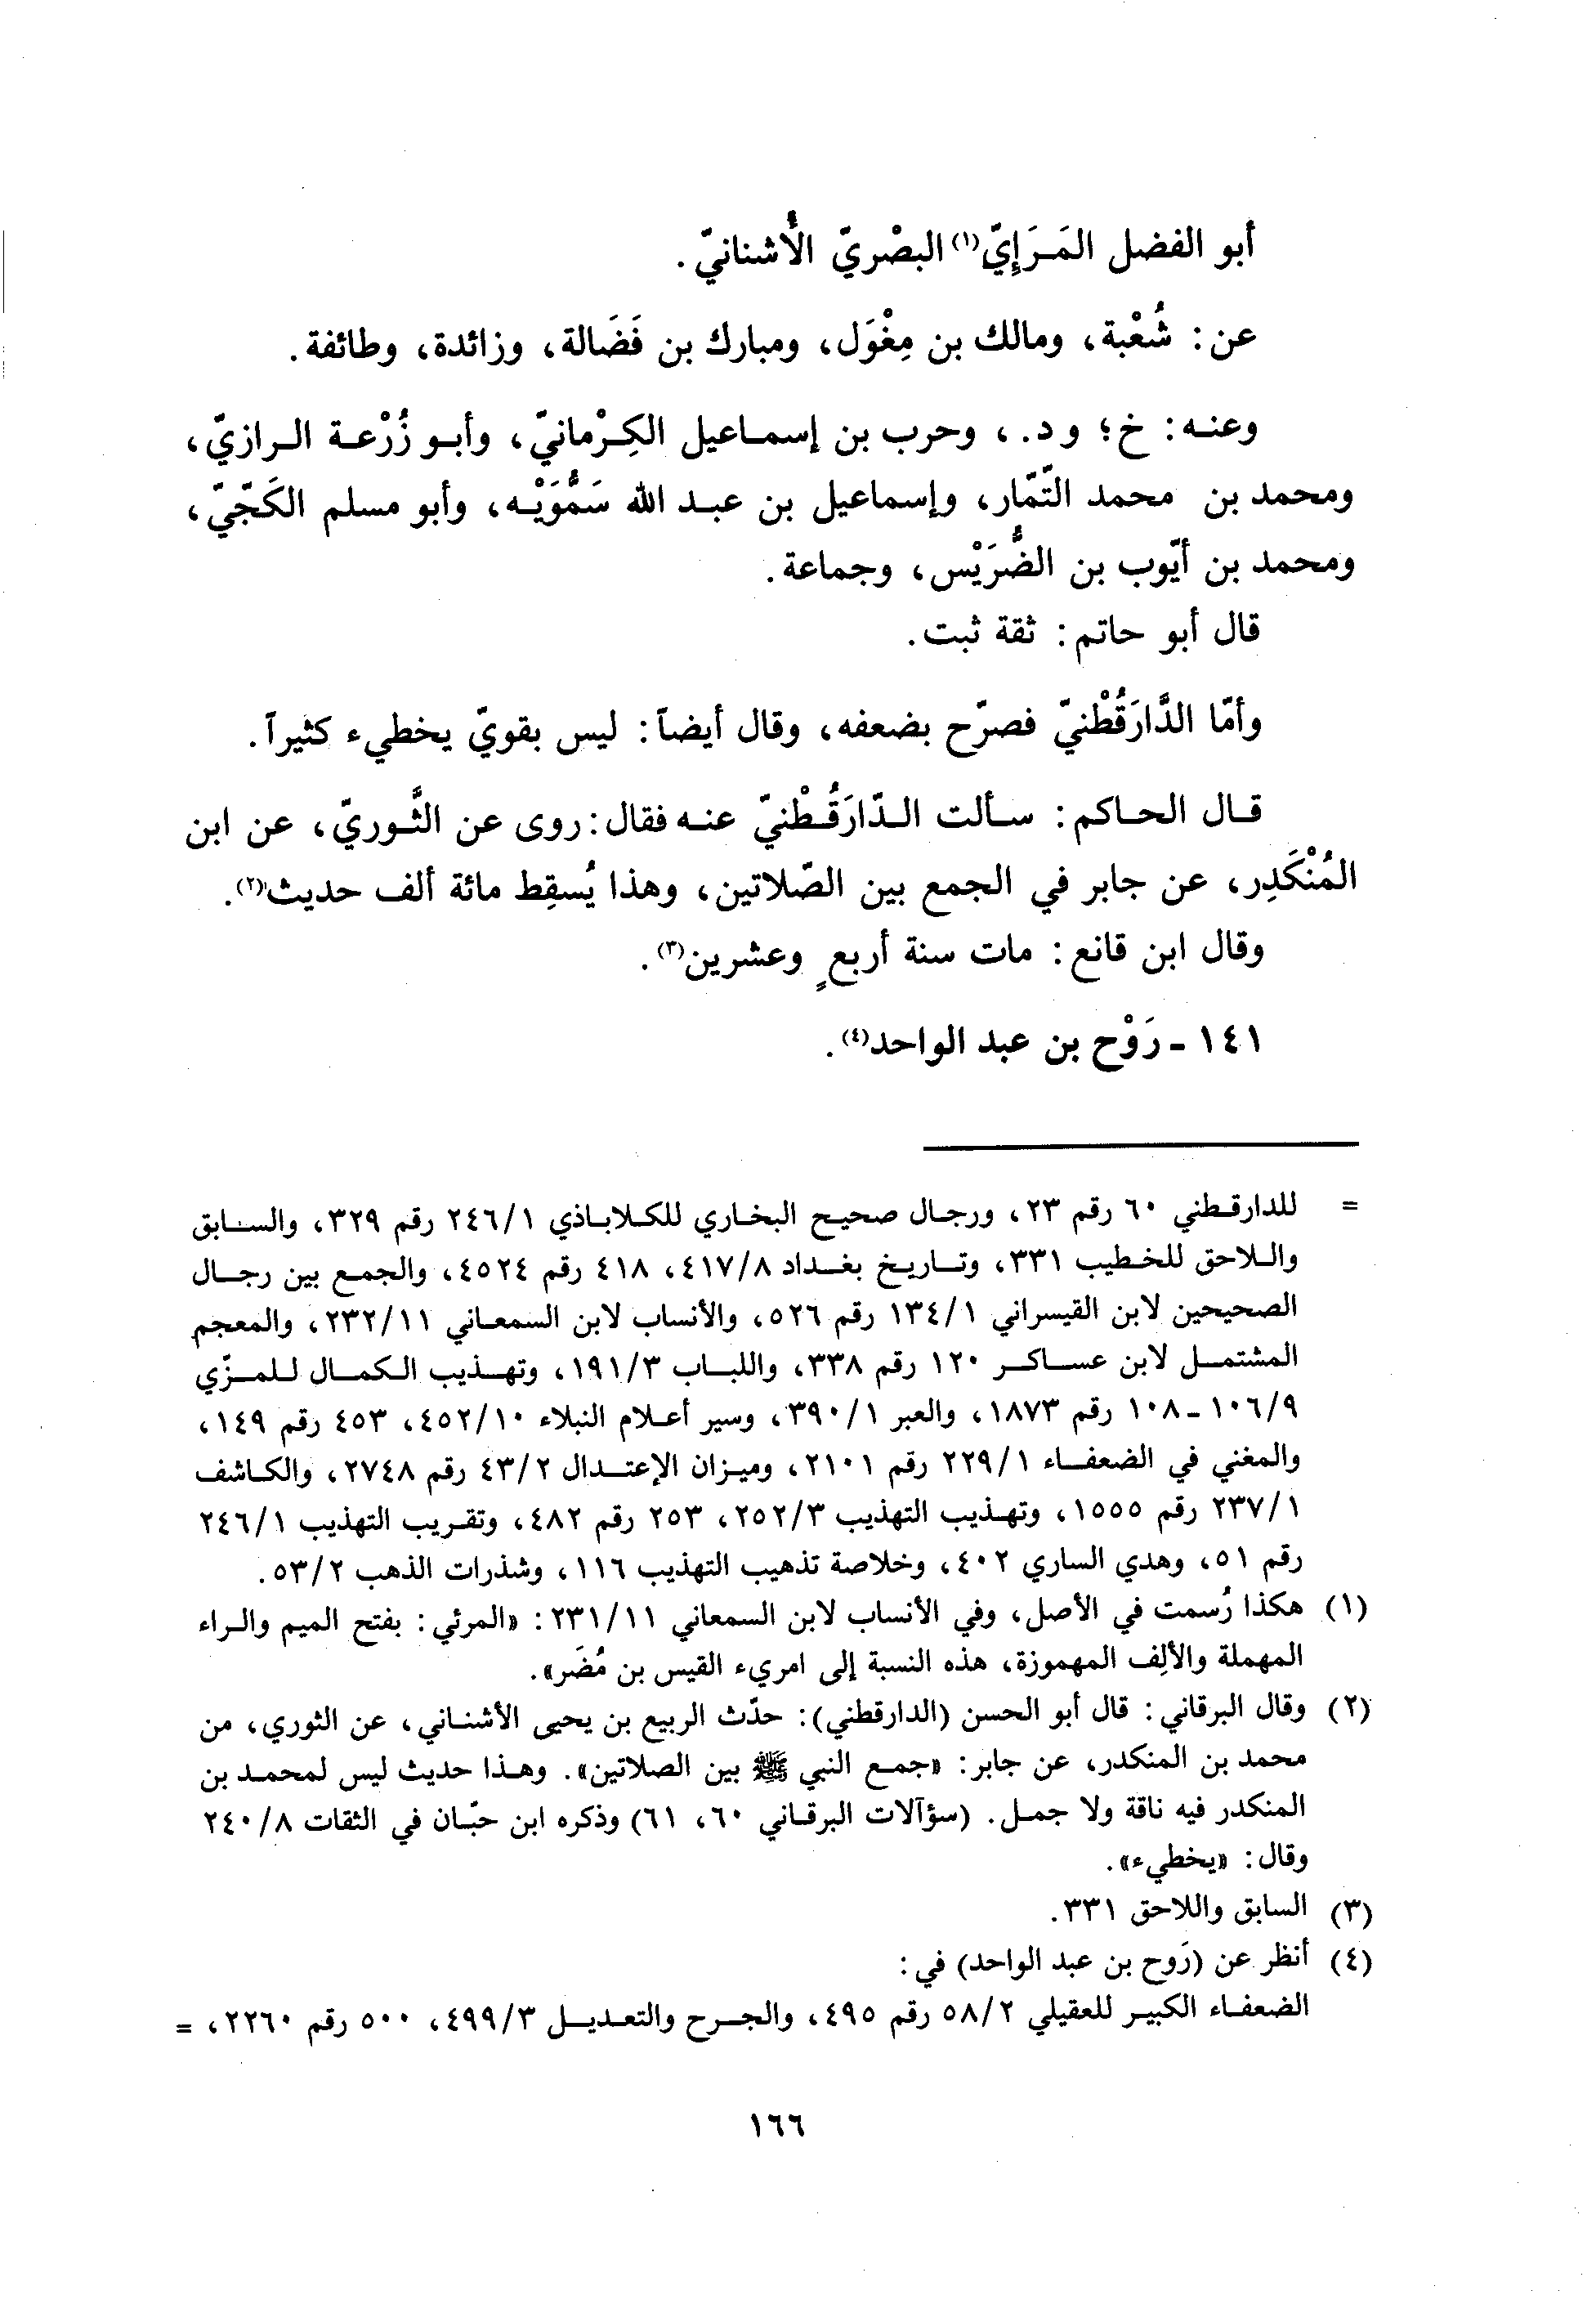 أبو الفضل المَرَإِيّ(١) البصْريّ الأُشنانيّ.
عن: شُعْبة، ومالك بن مِغْوَل، ومبارك بن فَضَالة، وزائدة، وطائفة.
وعنه: خ؛ و د.، وحرب بن إسماعيل الكِرْمانيّ، وأبو زُرْعة الرازيّ،
ومحمد بن محمد التّمّار، وإسماعيل بن عبد الله سَمُّوَيْه، وأبو مسلم الكَجّيّ،
ومحمد بن أيّوب بن الضُّرَيْس، وجماعة.
قال أبو حاتم: ثقة ثبت.
وأمّا الدَّارَقُطْنيّ فصرّح بضعفه، وقال أيضاً: ليس بقويّ يخطيء كثيراً.
قال الحاكم: سألت الدّارَقُطْنيّ عنه فقال: روى عن الثَّوريّ، عن ابن
المُنْكَدِر، عن جابر في الجمع بين الصّلاتين، وهذا يُسقِط مائة ألف حديث(٢).
وقال ابن قانع: مات سنة أربعٍ وعشرين(٣).
١٤١ - رَوْح بن عبد الواحد(٤).
= للدارقطني ٦٠ رقم ٢٣، ورجال صحيح البخاري للكلاباذي ٢٤٦/١ رقم ٣٢٩، والسابق
واللاحق للخطيب ٣٣١، وتاريخ بغداد ٤١٧/٨، ٤١٨ رقم ٤٥٢٤، والجمع بين رجال
الصحيحين لابن القيسراني ١٣٤/١ رقم ٥٢٦، والأنساب لابن السمعاني ٢٣٢/١١، والمعجم
المشتمل لابن عساكر ١٢٠ رقم ٣٣٨، واللباب ١٩١/٣، وتهذيب الكمال للمزّي
١٠٦/٩ - ١٠٨ رقم ١٨٧٣، والعبر ٣٩٠/١، وسير أعلام النبلاء ٤٥٢/١٠، ٤٥٣ رقم ١٤٩،
والمغني في الضعفاء ٢٢٩/١ رقم ٢١٠١، وميزان الإعتدال ٤٣/٢ رقم ٢٧٤٨، والكاشف
٢٣٧/١ رقم ١٥٥٥، وتهذيب التهذيب ٢٥٢/٣، ٢٥٣ رقم ٤٨٢، وتقريب التهذيب ٢٤٦/١
رقم ٥١، وهدي الساري ٤٠٢، وخلاصة تذهيب التهذيب ١١٦، وشذرات الذهب ٥٣/٢.
(١) هكذا رُسمت في الأصل، وفي الأنساب لابن السمعاني ٢٣١/١١: «المرئي: بفتح الميم والراء
المهملة والألِف المهموزة، هذه النسبة إلى امريء القيس بن مُضَر».
(٢) وقال البرقاني: قال أبو الحسن (الدارقطني): حدّث الربيع بن يحيى الأشناني، عن الثوري، من
محمد بن المنكدر، عن جابر: «جمع النبي ﷺ بين الصلاتين». وهذا حديث ليس لمحمد بن
المنكدر فيه ناقة ولا جمل. (سؤآلات البرقاني ٦٠، ٦١) وذكره ابن حبّان في الثقات ٢٤٠/٨
وقال: «يخطيء».
(٣) السابق واللاحق ٣٣١.
(٤) أنظر عن (رَوح بن عبد الواحد) في:
الضعفاء الكبير للعقيلي ٥٨/٢ رقم ٤٩٥، والجرح والتعديل ٤٩٩/٣، ٥٠٠ رقم ٢٢٦٠، =
١٦٦